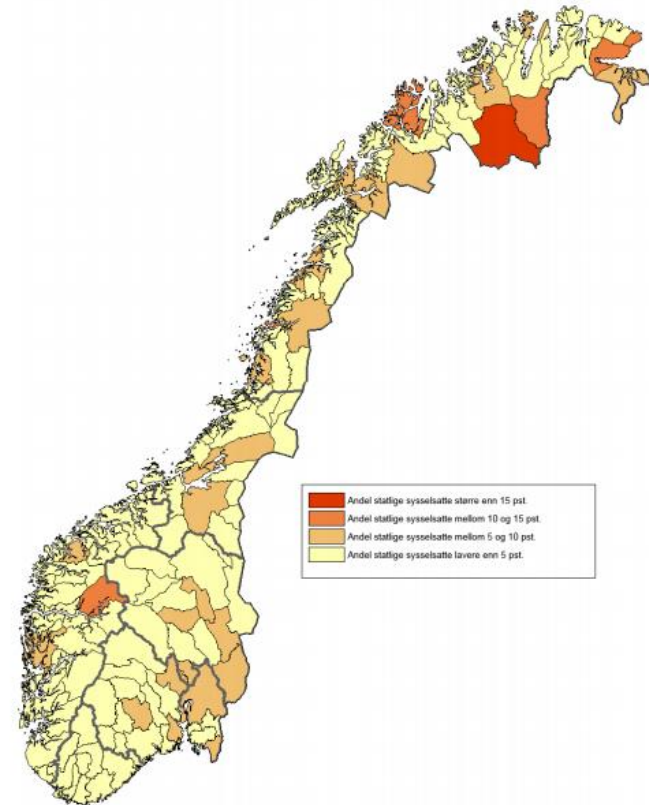 Andel statlige sysselsatte større enn 15 pst.
Andel statlige sysselsatte mellom 10 og 15 pst.
Andel statlige sysselsatte mellom 5 og 10 pst.
Andel statlige sysselsatte lavere enn 5 pst.